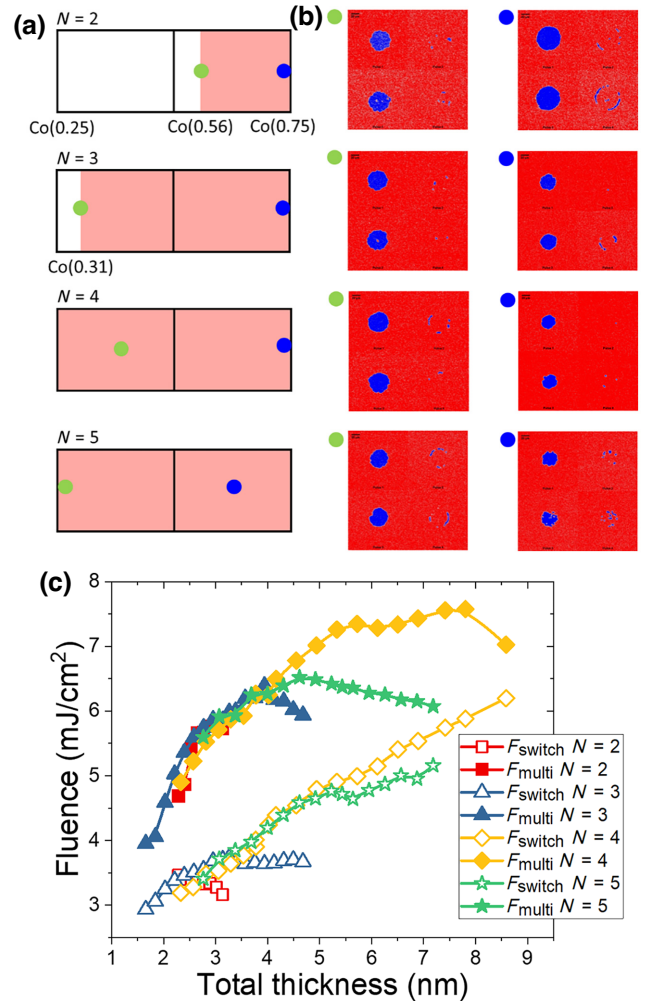 (a)
N = 2
Co(0.25)
Co(0.56)
Co(0.75)
N = 3
Co(0.31)
N = 4
N = 5
(b)
(c)
8
7
6
5
4
3
Fluence (mJ/cm²)
1 2 3 4 5 6 7 8 9
Total thickness (nm)
Fswitch N = 2
Fmulti N = 2
Fswitch N = 3
Fmulti N = 3
Fswitch N = 4
Fmulti N = 4
Fswitch N = 5
Fmulti N = 5